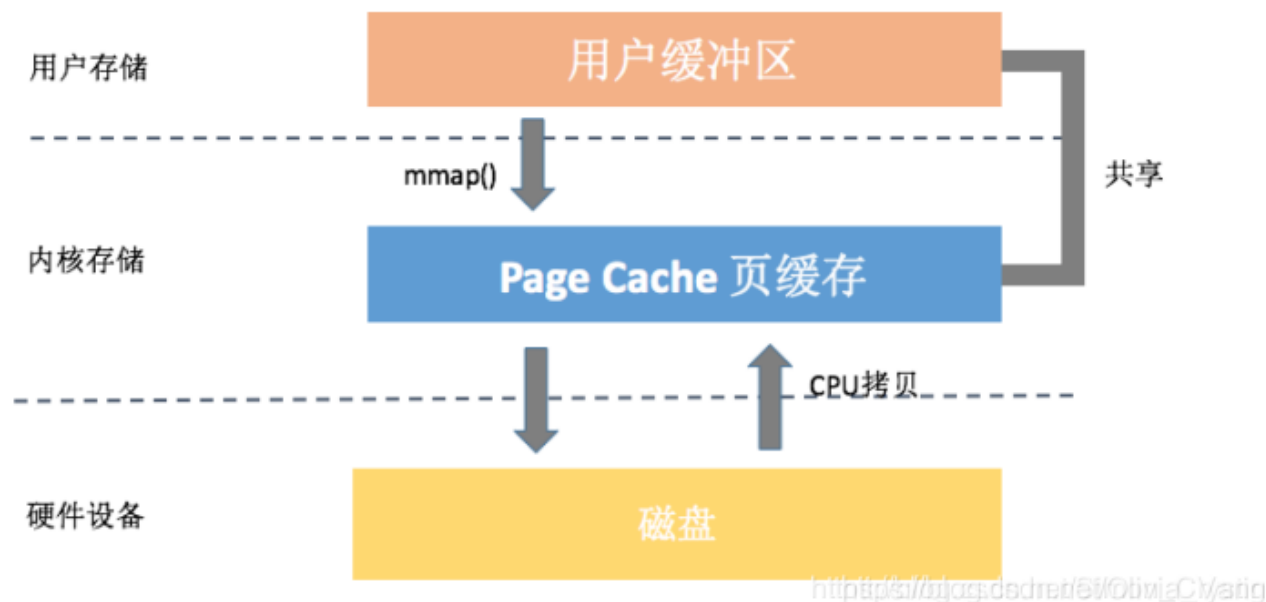 用户存储
用户缓冲区
mmap()
共享
内核存储
Page Cache 页缓存
CPU拷贝
硬件设备
磁盘